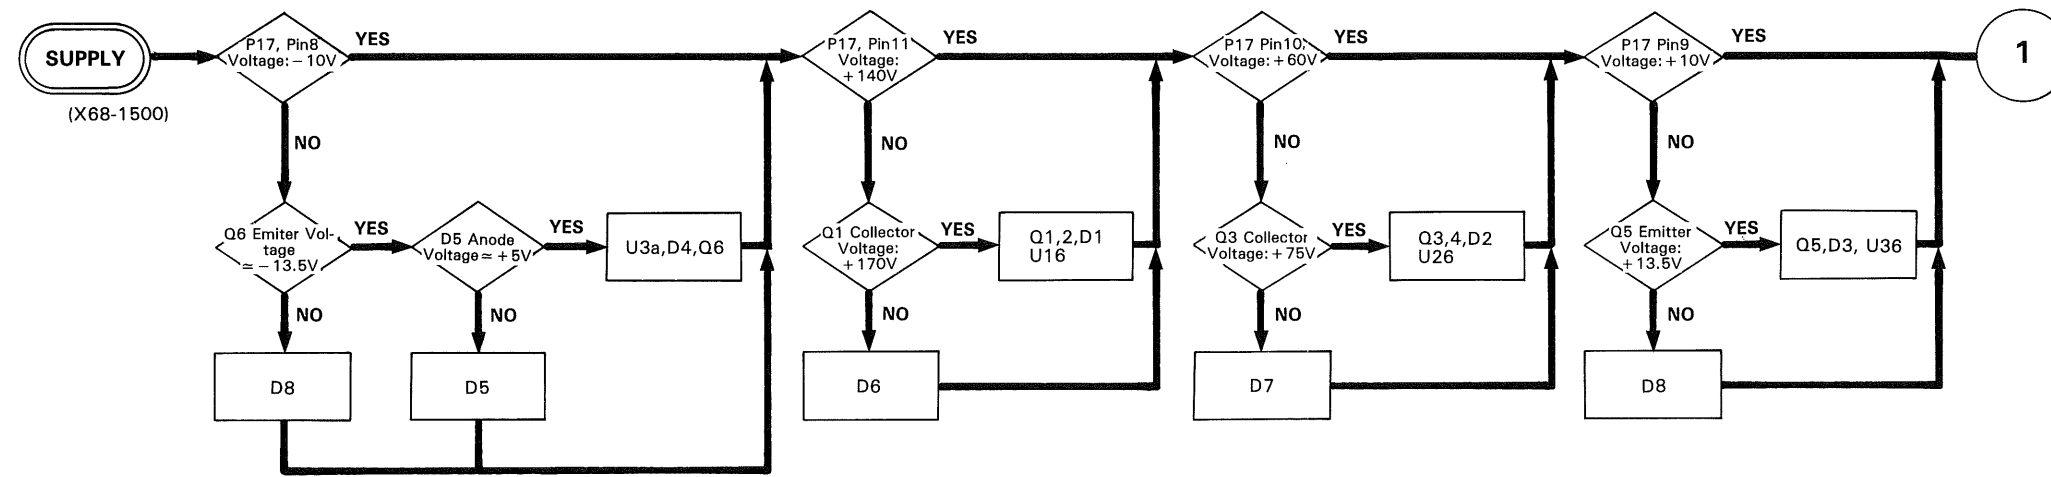 SUPPLY
(X68-1500)
P17, Pin8
Voltage: − 10V
YES
NO
Q6 Emiter Vol-
tage
≃ − 13.5V
YES
NO
D8
D5 Anode
Voltage ≃ +5V
YES
NO
D5
U3a,D4,Q6
P17, Pin11
Voltage:
+140V
YES
NO
Q1 Collector
Voltage:
+170V
YES
NO
D6
Q1,2,D1
U16
P17 Pin10,
Voltage: +60V
YES
NO
Q3 Collector
Voltage: +75V
YES
NO
D7
Q3,4,D2
U26
P17 Pin9
Voltage: +10V
YES
NO
Q5 Emitter
Voltage:
+13.5V
YES
NO
D8
Q5,D3, U36
1